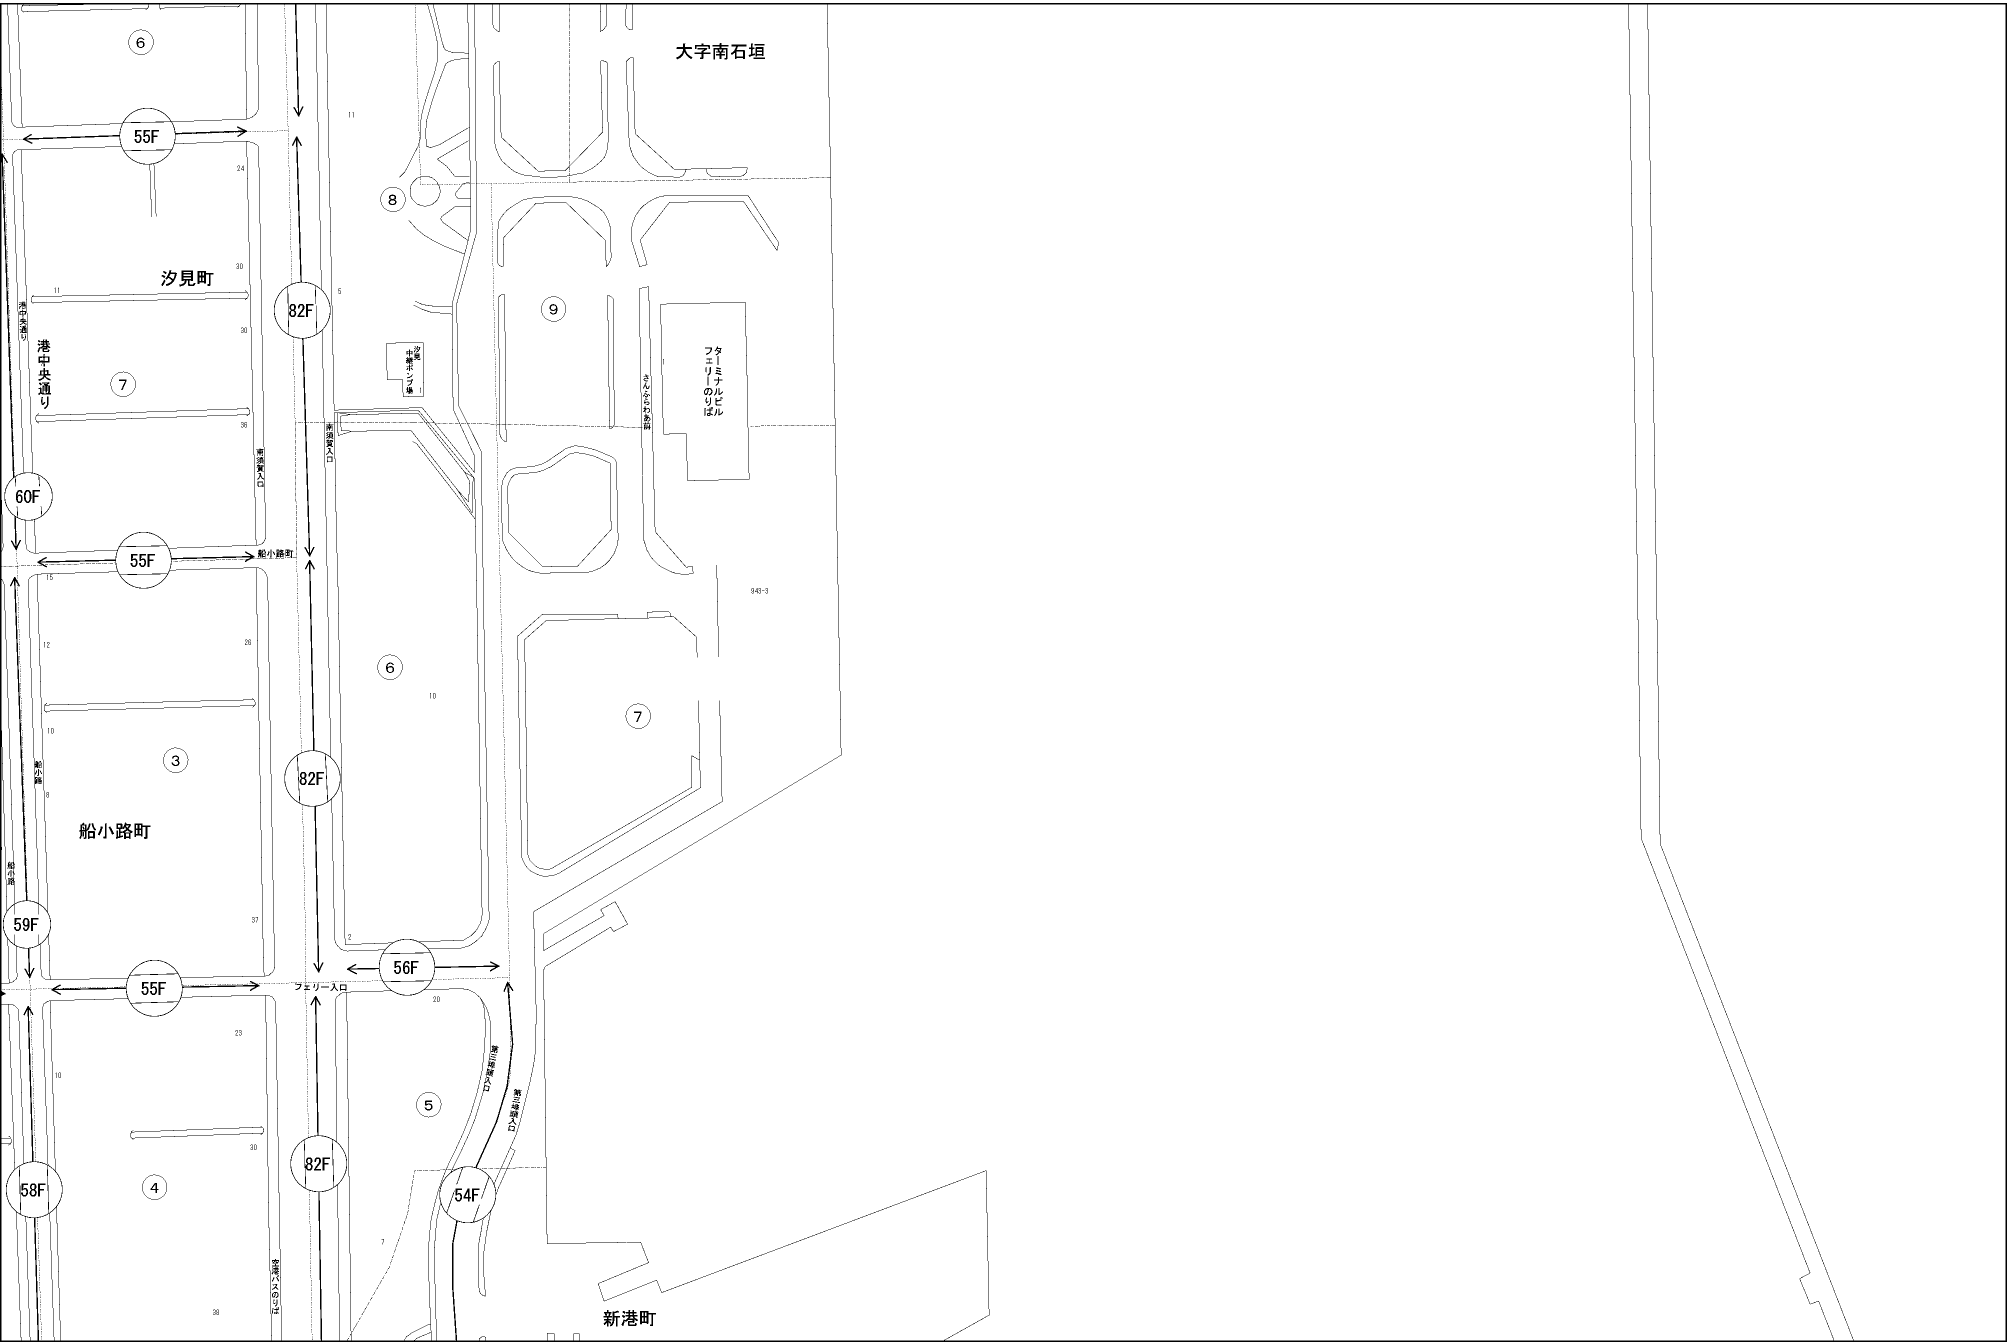 6
大字南石垣
11
55F
24
8
30
汐見町
11
5
82F
9
港中央通り
30
港中央通り
7
汐見
中継ポンプ場
1
1
ターミナルビル
フェリーのりば
さんふらわあ前
36
南須賀入口
南須賀入口
60F
55F
船小路町
15
943-3
12
26
6
10
7
10
3
船小路
82F
8
船小路町
船小路
59F
37
2
56F
55F
フェリー入口
20
23
第三埠頭入口
10
5
第三埠頭入口
30
82F
4
58F
54F
7
空港バスのりば
38
新港町